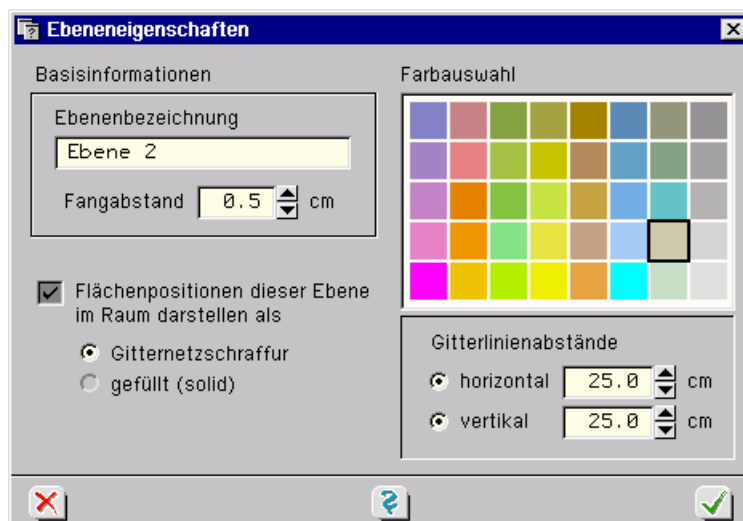 Ebeneneigenschaften
Basisinformationen
Ebenenbezeichnung
Ebene 2
Fangabstand 0.5 cm
Flächenpositionen dieser Ebene
im Raum darstellen als
Gitternetzschraffur
gefüllt (solid)
Farbauswahl
Gitterlinienabstände
horizontal 25.0 cm
vertikal 25.0 cm